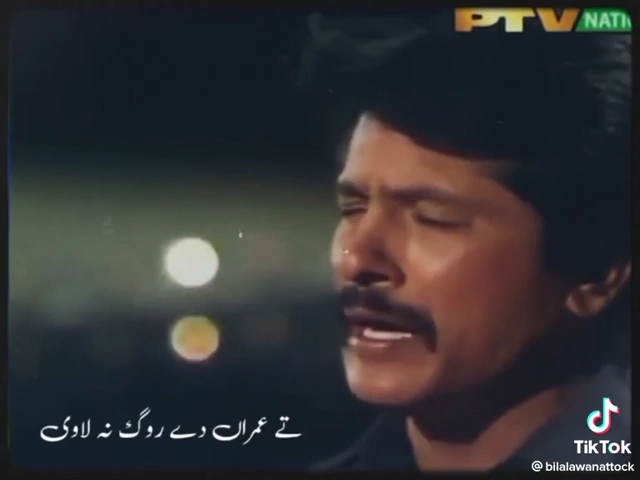 PTV NATI
تے عمراں دے روگ نہ لاوی
TikTok
@bilalawanattock